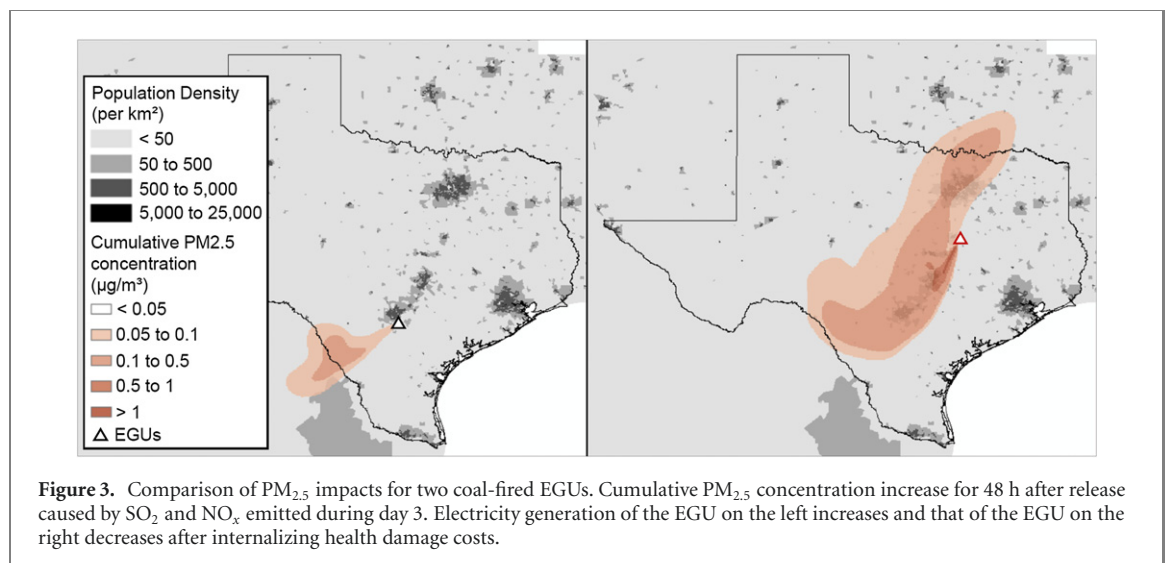 Population Density
(per km²)
< 50
50 to 500
500 to 5,000
5,000 to 25,000
Cumulative PM2.5
concentration
(µg/m³)
< 0.05
0.05 to 0.1
0.1 to 0.5
0.5 to 1
> 1
EGUs
Figure 3. Comparison of PM2.5 impacts for two coal-fired EGUs. Cumulative PM2.5 concentration increase for 48 h after release
caused by SO2 and NOx emitted during day 3. Electricity generation of the EGU on the left increases and that of the EGU on the
right decreases after internalizing health damage costs.